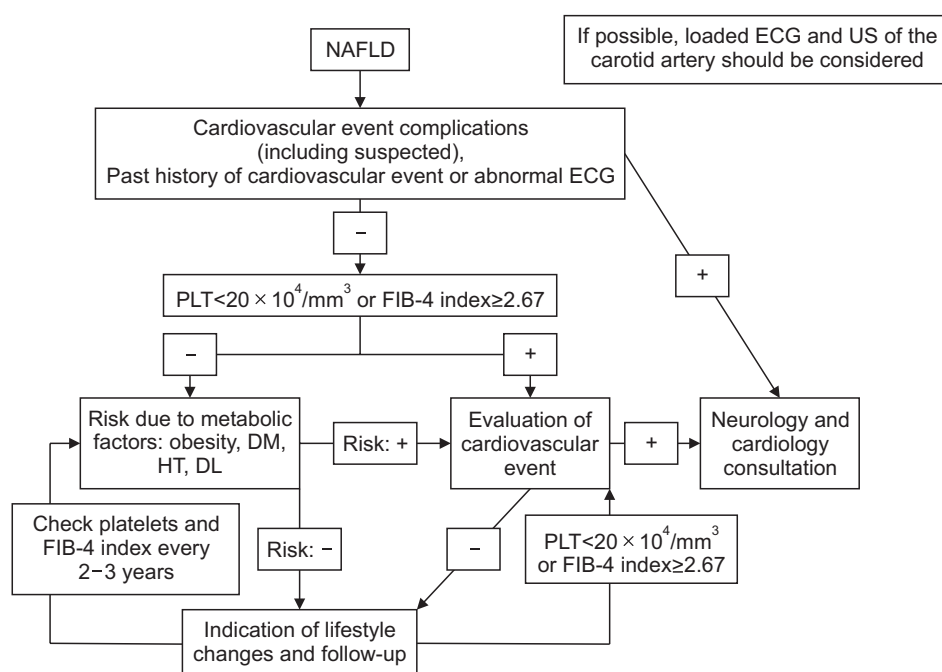 NAFLD
If possible, loaded ECG and US of the
carotid artery should be considered
Cardiovascular event complications
(including suspected),
Past history of cardiovascular event or abnormal ECG
−
+
PLT<20×10⁴/mm³ or FIB-4 index≥2.67
−
+
Risk due to metabolic
factors: obesity, DM,
HT, DL
Risk: +
Evaluation of
cardiovascular
event
+
Neurology and
cardiology
consultation
Check platelets and
FIB-4 index every
2−3 years
Risk: −
−
PLT<20×10⁴/mm³
or FIB-4 index≥2.67
Indication of lifestyle
changes and follow-up